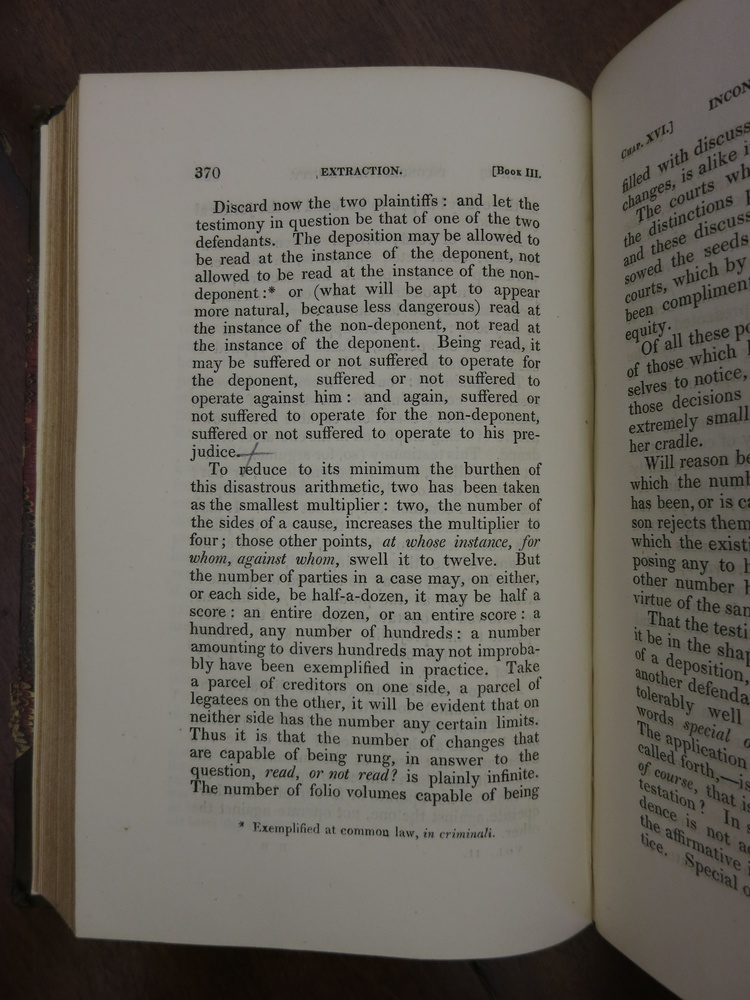 370 EXTRACTION. [Book III.
Discard now the two plaintiffs : and let the
testimony in question be that of one of the two
defendants. The deposition may be allowed to
be read at the instance of the deponent, not
allowed to be read at the instance of the non-
deponent :* or (what will be apt to appear
more natural, because less dangerous) read at
the instance of the non-deponent, not read at
the instance of the deponent. Being read, it
may be suffered or not suffered to operate for
the deponent, suffered or not suffered to
operate against him : and again, suffered or
not suffered to operate for the non-deponent,
suffered or not suffered to operate to his pre-
judice.
To reduce to its minimum the burthen of
this disastrous arithmetic, two has been taken
as the smallest multiplier : two, the number of
the sides of a cause, increases the multiplier to
four ; those other points, at whose instance, for
whom, against whom, swell it to twelve. But
the number of parties in a case may, on either,
or each side, be half-a-dozen, it may be half a
score : an entire dozen, or an entire score : a
hundred, any number of hundreds : a number
amounting to divers hundreds may not improba-
bly have been exemplified in practice. Take
a parcel of creditors on one side, a parcel of
legatees on the other, it will be evident that on
neither side has the number any certain limits.
Thus it is that the number of changes that
are capable of being rung, in answer to the
question, read, or not read? is plainly infinite.
The number of folio volumes capable of being
* Exemplified at common law, in criminali.
Chap. XVI.]
filled with
changes, is alike
The courts
the distinctions
and these
sowed the seeds
courts, which by
been
equity.
Of all these
of those which
selves to notice,
those decisions
extremely small
her cradle.
Will reason
which the
has been, or is
son rejects them
which the
posing any to
other number
virtue of the
That the
it be in the
of a deposition,
another
tolerably well
words special
The application
called forth,—
of course, that
testation? In
dence is not
the affirmative
tice. Special